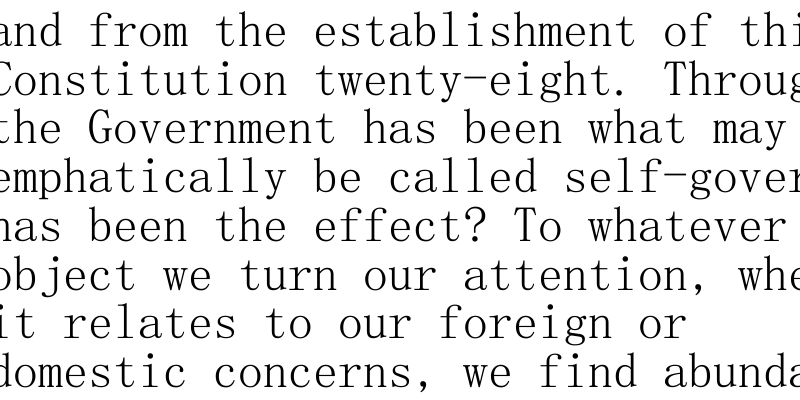 and from the establishment of thi
Constitution twenty-eight. Throug
the Government has been what may
emphatically be called self-gover
has been the effect? To whatever
object we turn our attention, whe
it relates to our foreign or
domestic concerns, we find abunda